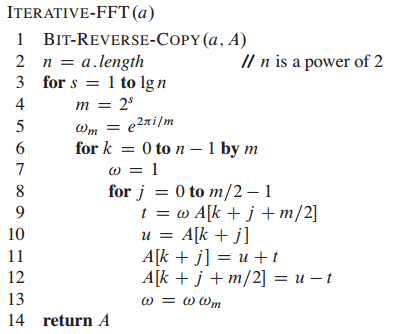 ITERATIVE-FFT(a)
1 BIT-REVERSE-COPY(a, A)
2 n = a.length // n is a power of 2
3 for s = 1 to lg n
4 m = 2^s
5 ω_m = e^{2πi/m}
6 for k = 0 to n − 1 by m
7 ω = 1
8 for j = 0 to m/2 − 1
9 t = ω A[k + j + m/2]
10 u = A[k + j]
11 A[k + j] = u + t
12 A[k + j + m/2] = u − t
13 ω = ω ω_m
14 return A